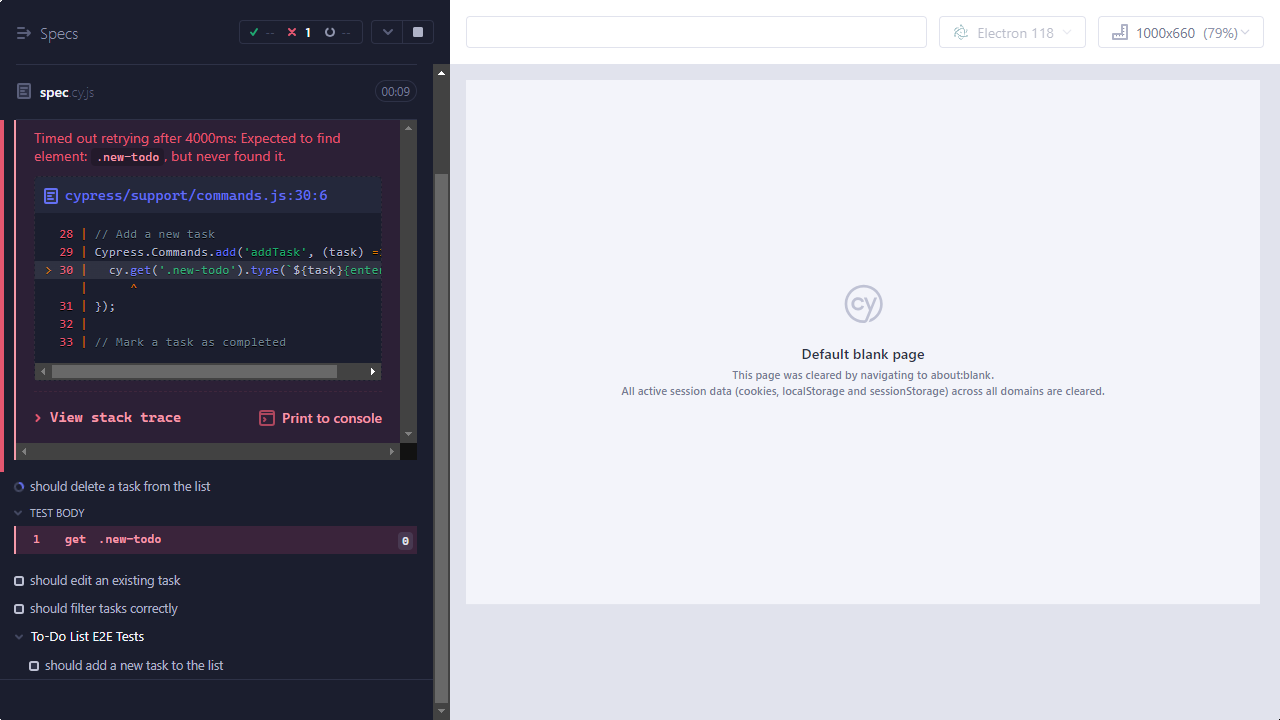 Specs
-- 1 --
Electron 118
1000x660 (79%)
spec.cy.js
00:09
Timed out retrying after 4000ms: Expected to find
element: .new-todo, but never found it.
cypress/support/commands.js:30:6
28 | // Add a new task
29 | Cypress.Commands.add('addTask', (task) =
> 30 |   cy.get('.new-todo').type(`${task}{enter
|      ^
31 | });
32 |
33 | // Mark a task as completed
View stack trace
Print to console
should delete a task from the list
TEST BODY
1 get .new-todo 0
should edit an existing task
should filter tasks correctly
To-Do List E2E Tests
should add a new task to the list
cy
Default blank page
This page was cleared by navigating to about:blank.
All active session data (cookies, localStorage and sessionStorage) across all domains are cleared.